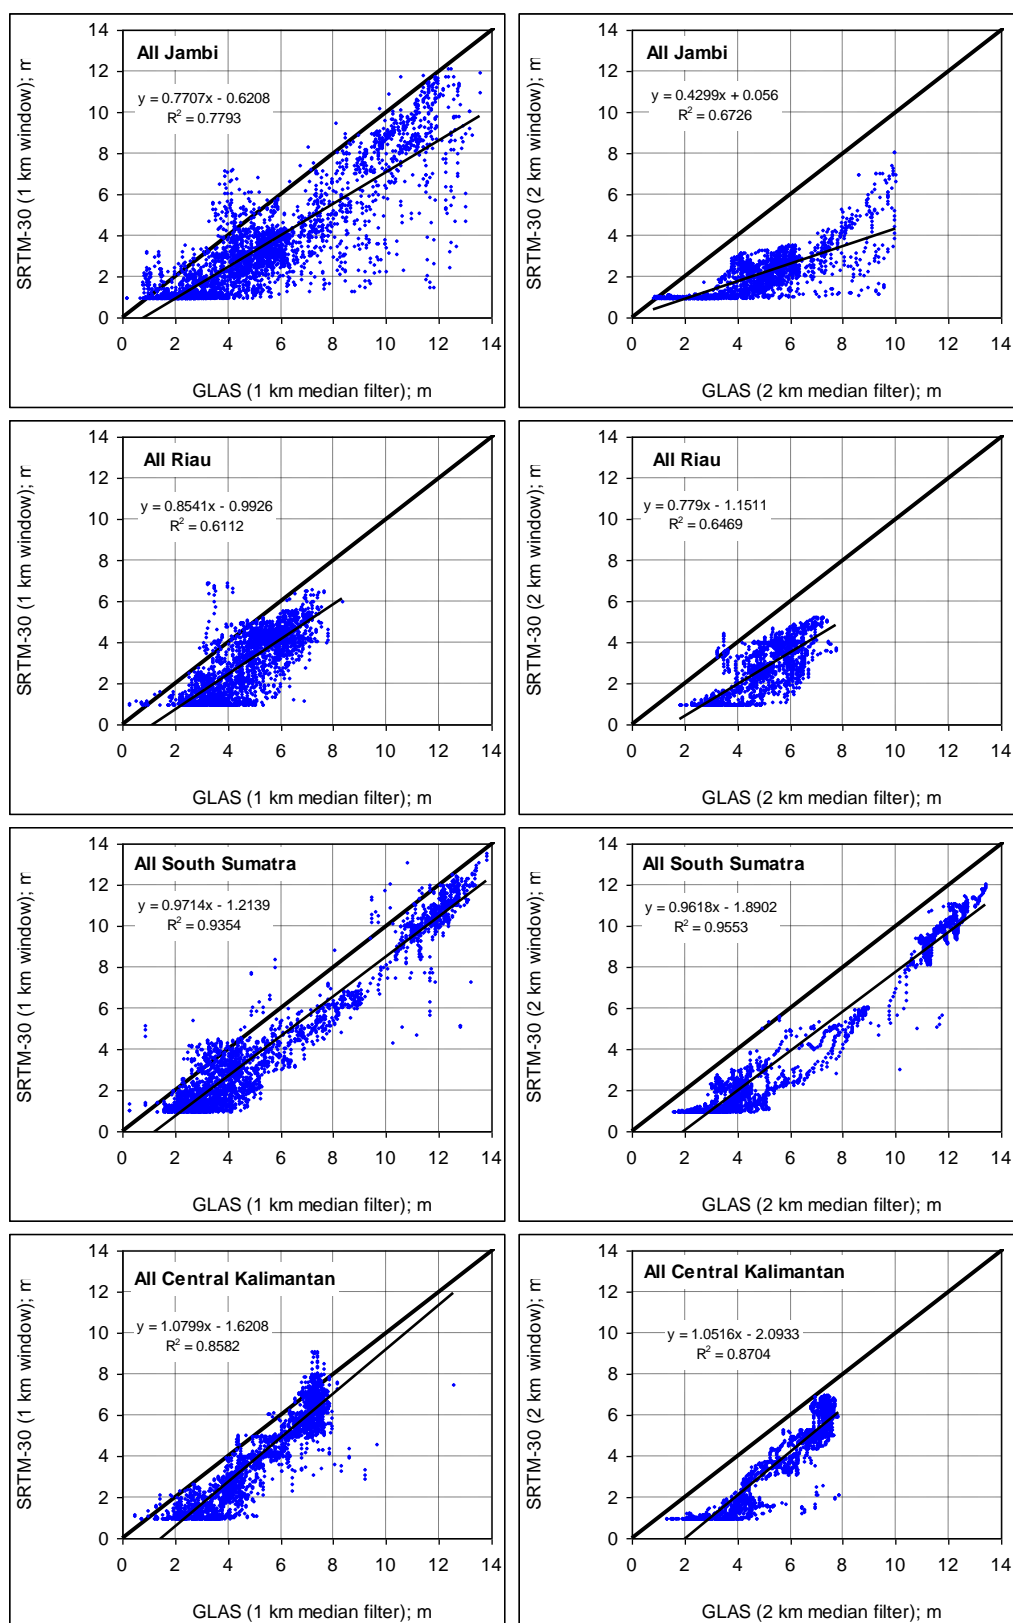 All Jambi
y = 0.7707x - 0.6208
R² = 0.7793
SRTM-30 (1 km window); m
14
12
10
8
6
4
2
0
0 2 4 6 8 10 12 14
GLAS (1 km median filter); m
All Jambi
y = 0.4299x + 0.056
R² = 0.6726
SRTM-30 (2 km window); m
14
12
10
8
6
4
2
0
0 2 4 6 8 10 12 14
GLAS (2 km median filter); m
All Riau
y = 0.8541x - 0.9926
R² = 0.6112
SRTM-30 (1 km window); m
14
12
10
8
6
4
2
0
0 2 4 6 8 10 12 14
GLAS (1 km median filter); m
All Riau
y = 0.779x - 1.1511
R² = 0.6469
SRTM-30 (2 km window); m
14
12
10
8
6
4
2
0
0 2 4 6 8 10 12 14
GLAS (2 km median filter); m
All South Sumatra
y = 0.9714x - 1.2139
R² = 0.9354
SRTM-30 (1 km window); m
14
12
10
8
6
4
2
0
0 2 4 6 8 10 12 14
GLAS (1 km median filter); m
All South Sumatra
y = 0.9618x - 1.8902
R² = 0.9553
SRTM-30 (2 km window); m
14
12
10
8
6
4
2
0
0 2 4 6 8 10 12 14
GLAS (2 km median filter); m
All Central Kalimantan
y = 1.0799x - 1.6208
R² = 0.8582
SRTM-30 (1 km window); m
14
12
10
8
6
4
2
0
0 2 4 6 8 10 12 14
GLAS (1 km median filter); m
All Central Kalimantan
y = 1.0516x - 2.0933
R² = 0.8704
SRTM-30 (2 km window); m
14
12
10
8
6
4
2
0
0 2 4 6 8 10 12 14
GLAS (2 km median filter); m